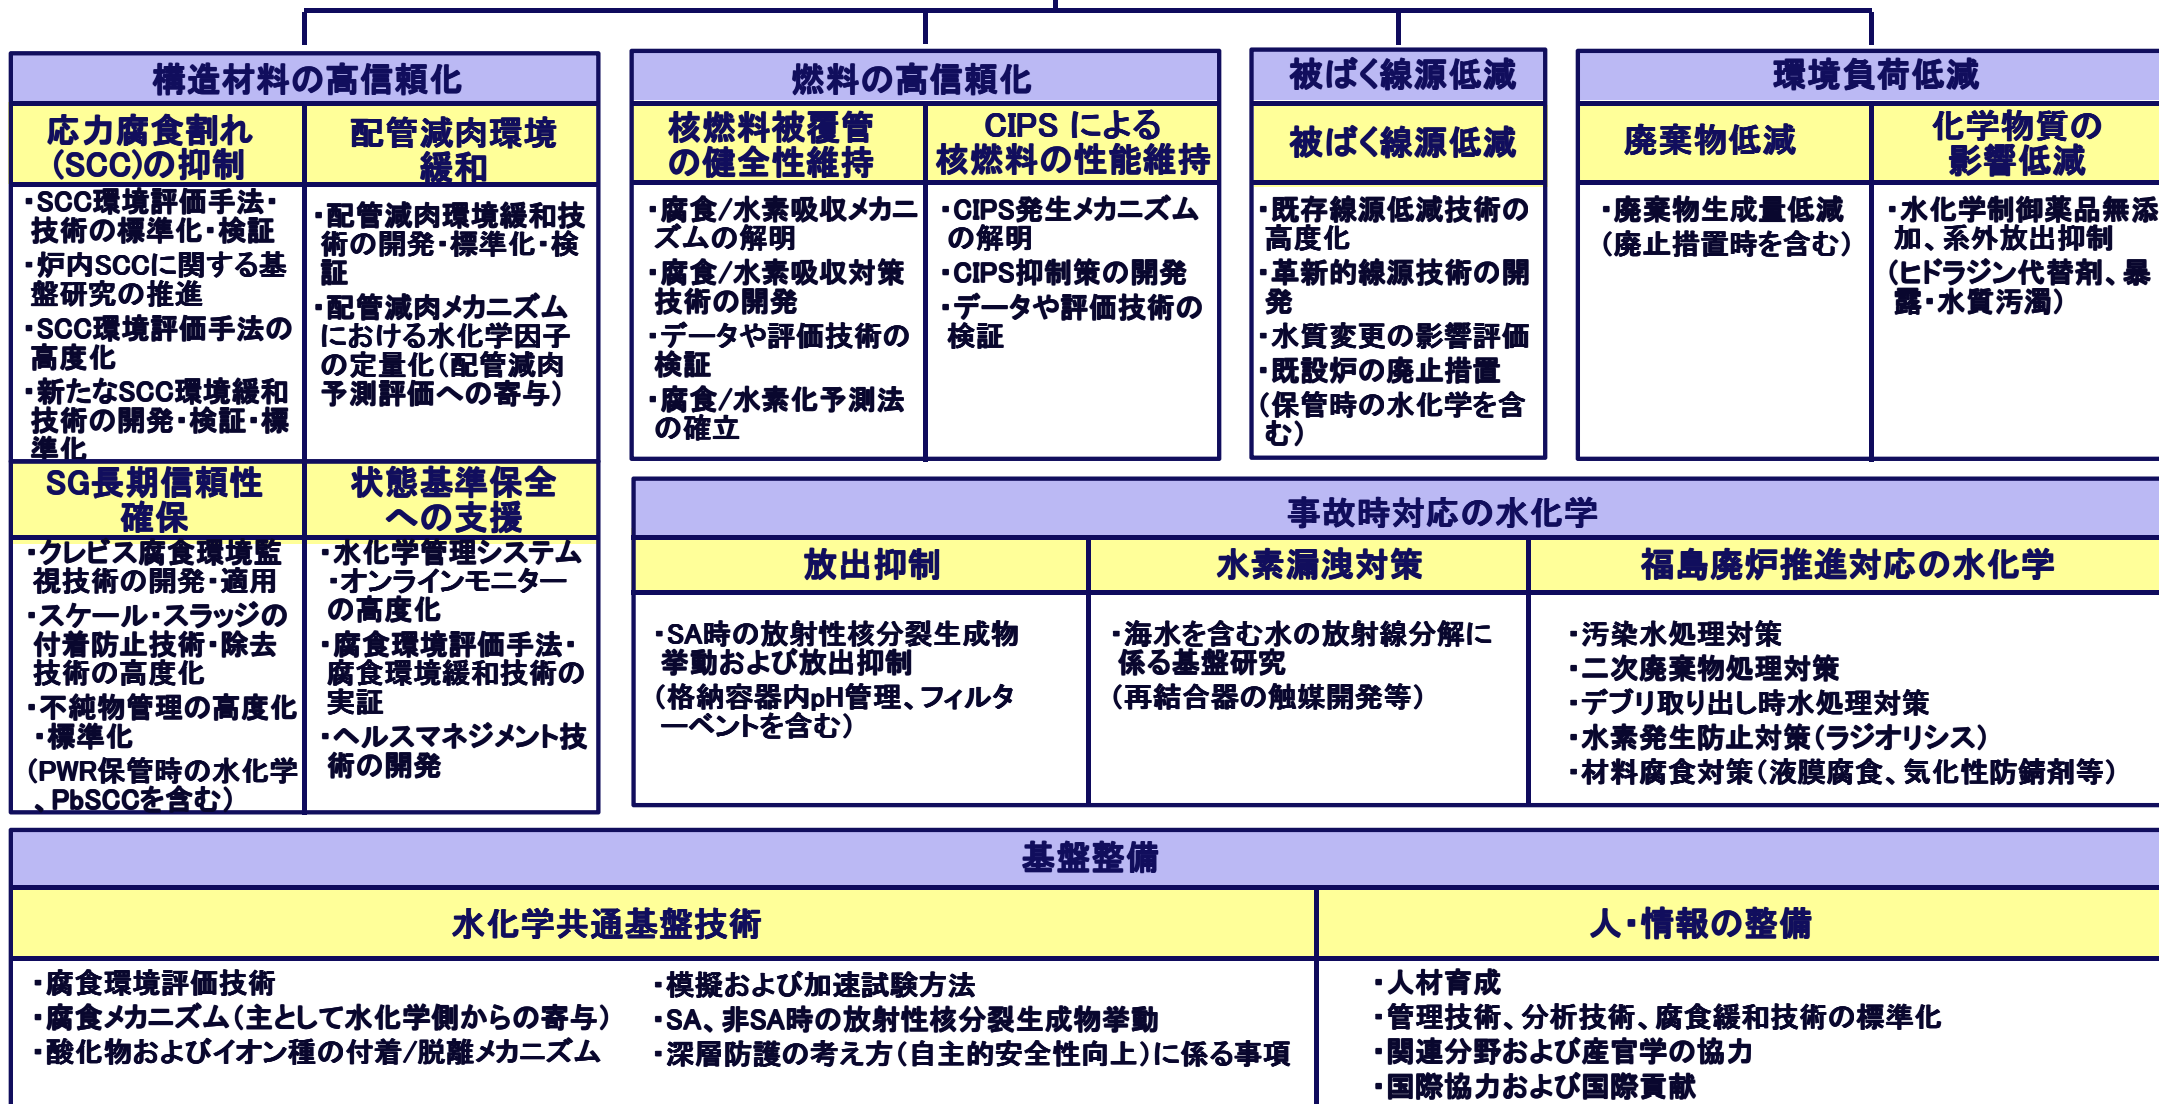 構造材料の高信頼化
応力腐食割れ
(SCC)の抑制
・SCC環境評価手法・
技術の標準化・検証
・炉内SCCに関する基
盤研究の推進
・SCC環境評価手法の
高度化
・新たなSCC環境緩和
技術の開発・検証・標
準化
配管減肉環境
緩和
・配管減肉環境緩和技
術の開発・標準化・検
証
・配管減肉メカニズム
における水化学因子
の定量化(配管減肉
予測評価への寄与)
SG長期信頼性
確保
・クレビス腐食環境監
視技術の開発・適用
・スケール・スラッジの
付着防止技術・除去
技術の高度化
・不純物管理の高度化
・標準化
(PWR保管時の水化学
、PbSCCを含む)
状態基準保全
への支援
・水化学管理システム
・オンラインモニター
の高度化
・腐食環境評価手法・
腐食環境緩和技術の
実証
・ヘルスマネジメント技
術の開発
燃料の高信頼化
核燃料被覆管
の健全性維持
・腐食/水素吸収メカニ
ズムの解明
・腐食/水素吸収対策
技術の開発
・データや評価技術の
検証
・腐食/水素化予測法
の確立
CIPS による
核燃料の性能維持
・CIPS発生メカニズム
の解明
・CIPS抑制策の開発
・データや評価技術の
検証
被ばく線源低減
被ばく線源低減
・既存線源低減技術の
高度化
・革新的線源技術の開
発
・水質変更の影響評価
・既設炉の廃止措置
(保管時の水化学を含
む)
環境負荷低減
廃棄物低減
・廃棄物生成量低減
(廃止措置時を含む)
化学物質の
影響低減
・水化学制御薬品無添
加、系外放出抑制
(ヒドラジン代替剤、暴
露・水質汚濁)
事故時対応の水化学
放出抑制
・SA時の放射性核分裂生成物
挙動および放出抑制
(格納容器内pH管理、フィルタ
ーベントを含む)
水素漏洩対策
・海水を含む水の放射線分解に
係る基盤研究
(再結合器の触媒開発等)
福島廃炉推進対応の水化学
・汚染水処理対策
・二次廃棄物処理対策
・デブリ取り出し時水処理対策
・水素発生防止対策(ラジオリシス)
・材料腐食対策(液膜腐食、気化性防錆剤等)
基盤整備
水化学共通基盤技術
・腐食環境評価技術
・腐食メカニズム(主として水化学側からの寄与)
・酸化物およびイオン種の付着/脱離メカニズム
・模擬および加速試験方法
・SA、非SA時の放射性核分裂生成物挙動
・深層防護の考え方(自主的安全性向上)に係る事項
人・情報の整備
・人材育成
・管理技術、分析技術、腐食緩和技術の標準化
・関連分野および産官学の協力
・国際協力および国際貢献